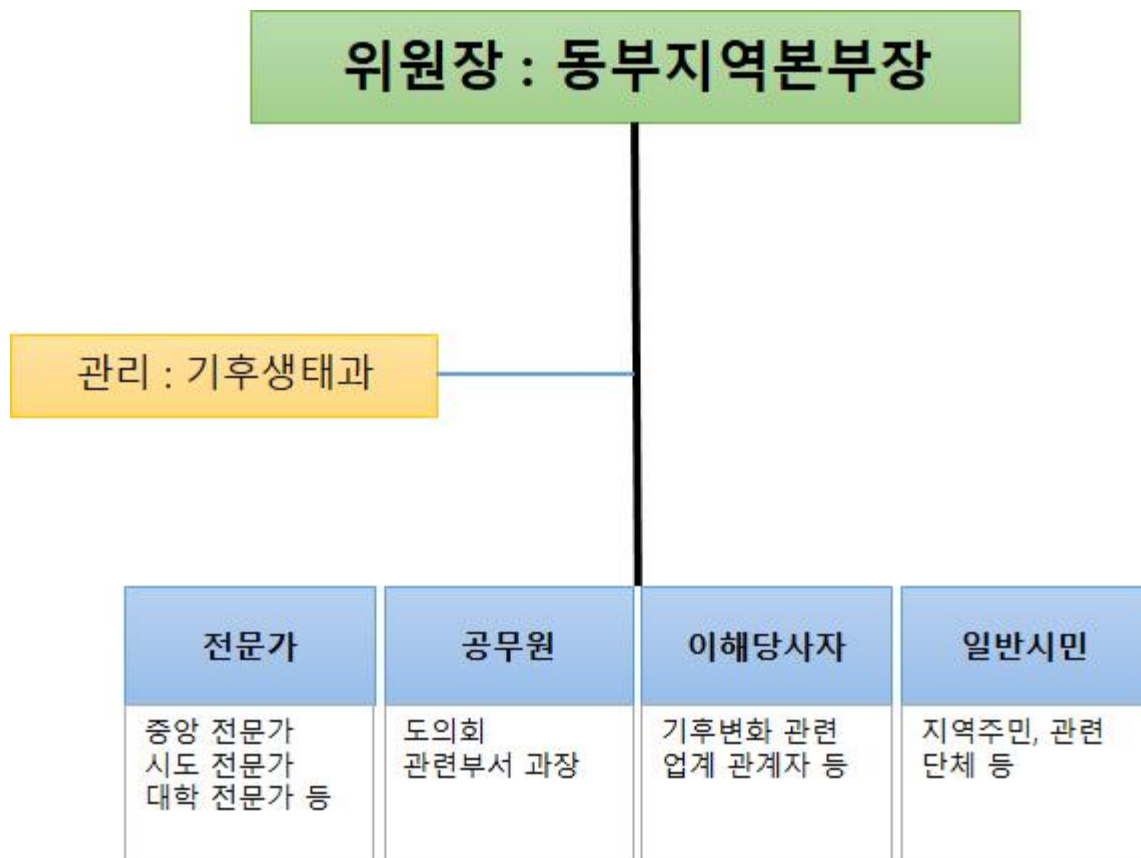 위원장 : 동부지역본부장
관리 : 기후생태과
전문가
중앙 전문가
시도 전문가
대학 전문가 등
공무원
도의회
관련부서 과장
이해당사자
기후변화 관련
업계 관계자 등
일반시민
지역주민, 관련
단체 등